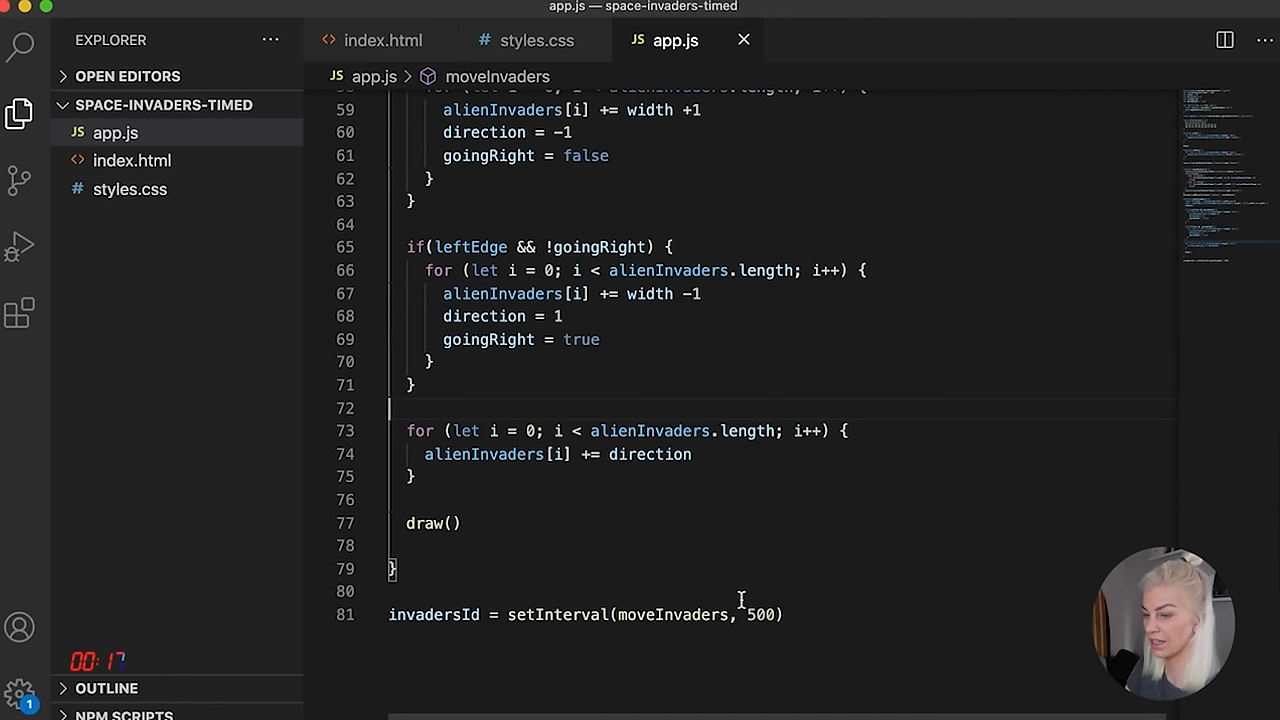 app.js — space-invaders-timed
EXPLORER ···
index.html # styles.css JS app.js
OPEN EDITORS
JS app.js > moveInvaders
SPACE-INVADERS-TIMED
JS app.js
<> index.html
# styles.css
59 alienInvaders[i] += width +1
60 direction = -1
61 goingRight = false
62 }
63 }
64
65 if(leftEdge && !goingRight) {
66 for (let i = 0; i < alienInvaders.length; i++) {
67 alienInvaders[i] += width -1
68 direction = 1
69 goingRight = true
70 }
71 }
72
73 for (let i = 0; i < alienInvaders.length; i++) {
74 alienInvaders[i] += direction
75 }
76
77 draw()
78
79 }
80
81 invadersId = setInterval(moveInvaders, 500)
00:17
OUTLINE
1
NPM SCRIPTS